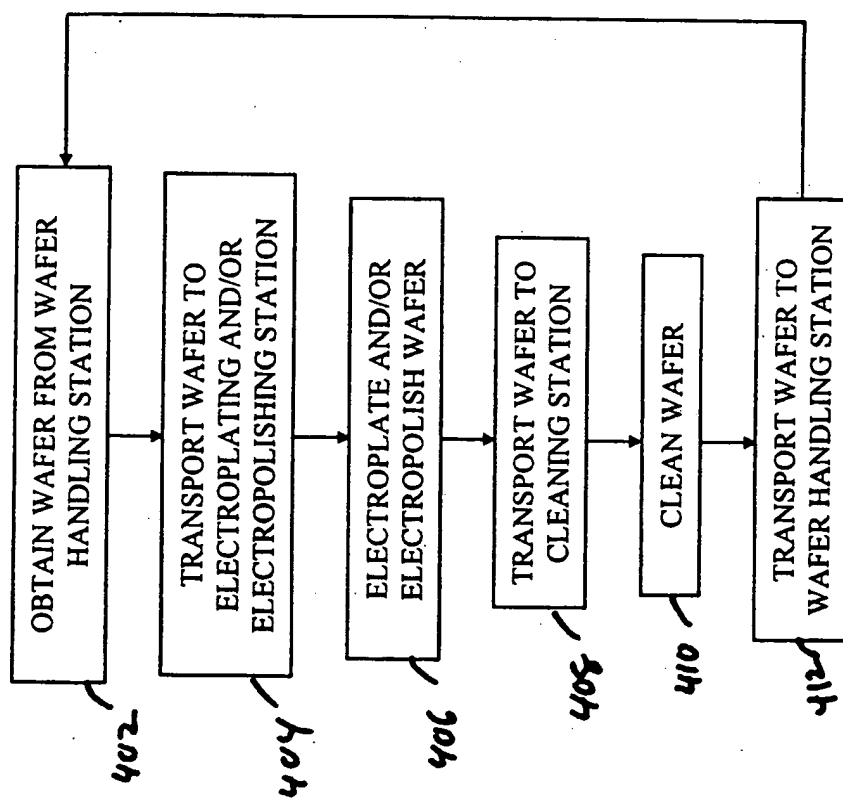 OBTAIN WAFER FROM WAFER
HANDLING STATION
402
TRANSPORT WAFER TO
ELECTROPLATING AND/OR
ELECTROPOLISHING STATION
404
ELECTROPLATE AND/OR
ELECTROPOLISH WAFER
406
TRANSPORT WAFER TO
CLEANING STATION
408
CLEAN WAFER
410
TRANSPORT WAFER TO
WAFER HANDLING STATION
412